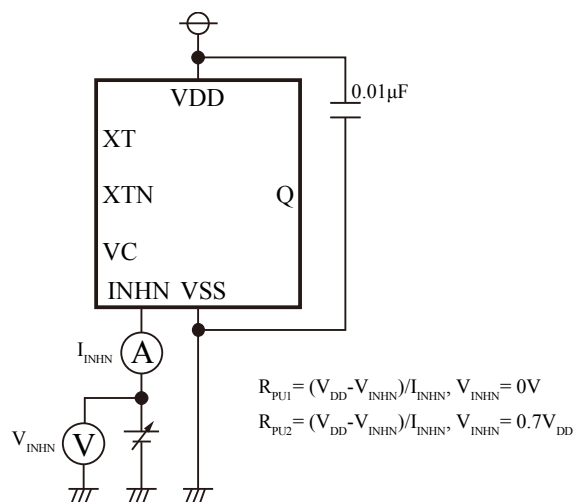 VDD
0.01µF
XT
XTN
Q
VC
INHN VSS
I_INHN
A
R_PU1= (V_DD-V_INHN)/I_INHN, V_INHN= 0V
R_PU2= (V_DD-V_INHN)/I_INHN, V_INHN= 0.7V_DD
V_INHN
V